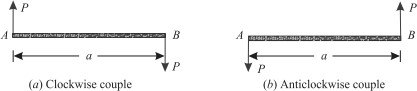 P P
A B A B
a a
P P
(a) Clockwise couple (b) Anticlockwise couple